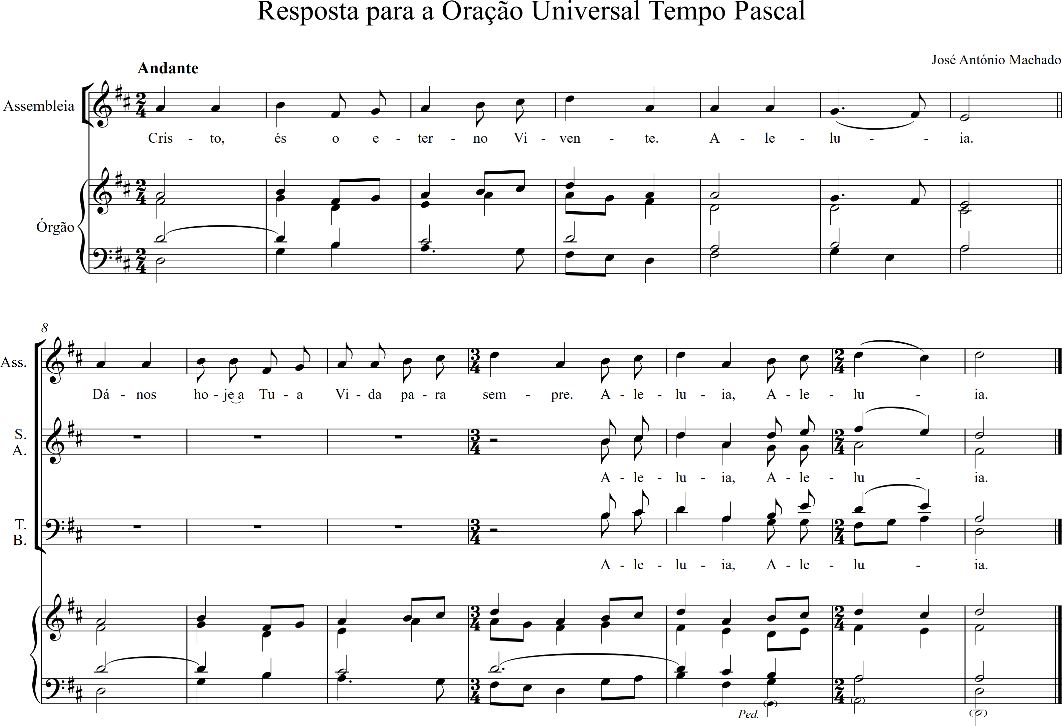 Resposta para a Oração Universal Tempo Pascal
José António Machado
Andante
Assembleia
Cris - to, és o e - ter - no Vi - ven - te. A - le - lu - - ia.
Órgão
8
Ass.
Dá - nos ho - je a Tu - a Vi - da pa - ra sem - pre. A - le - lu - ia, A - le - lu - ia.
S.
A.
A - le - lu - ia, A - le - lu - ia.
T.
B.
A - le - lu - ia, A - le - lu - ia.
Ped.